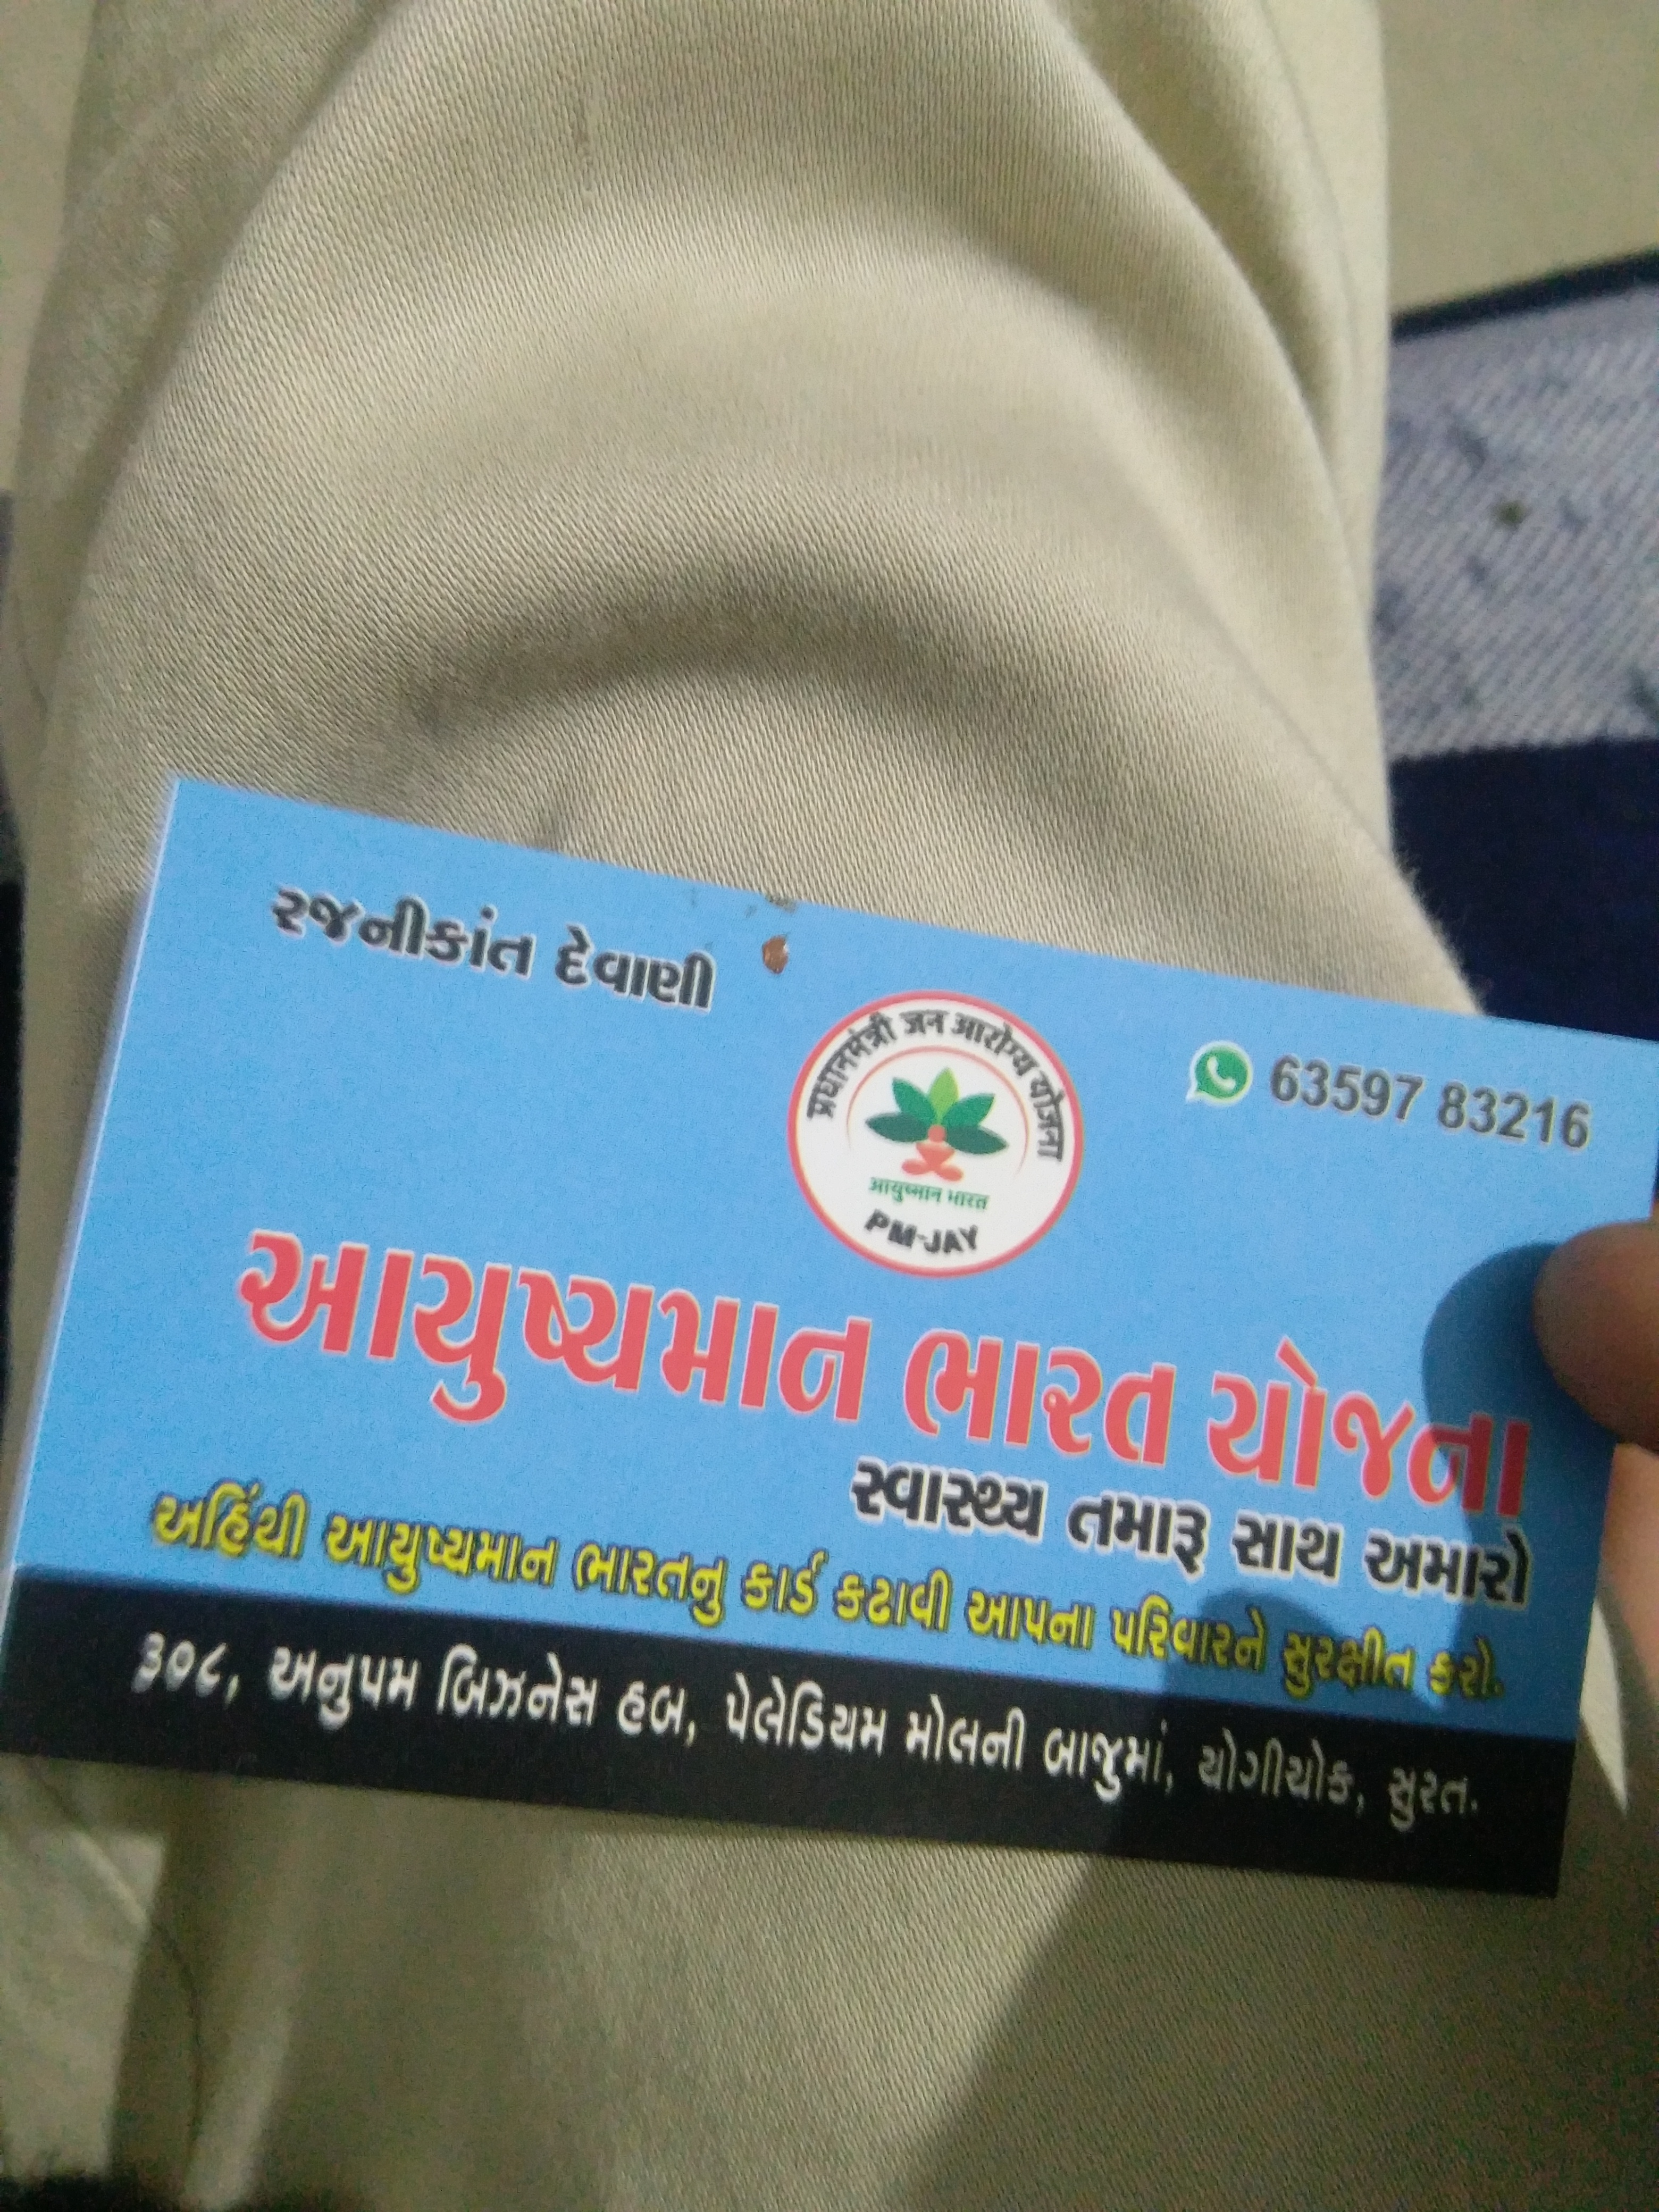 રજનીકાંત દેવાણી
प्रधानमंत्री जन आरोग्य योजना
आयुष्मान भारत
PM-JAY
63597 83216
આયુષ્યમાન ભારત યોજના
સ્વાસ્થ્ય તમારૂ સાથ અમારો
અહિંથી આયુષ્યમાન ભારતનુ કાર્ડ કઢાવી આપના પરિવારને સુરક્ષીત કરો.
૩૦૮, અનુપમ બિઝનેસ હબ, પેલેડિયમ મોલની બાજુમાં, યોગીચોક, સુરત.